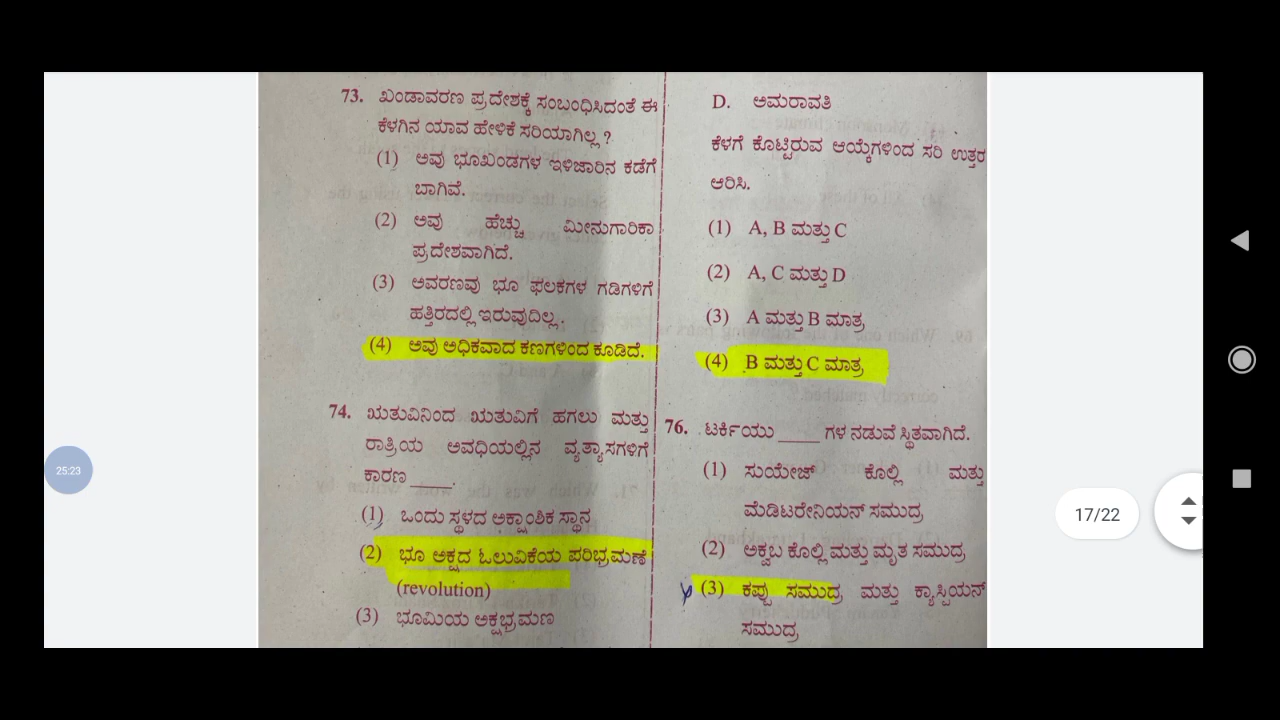 73. ಖಂಡಾವರಣ ಪ್ರದೇಶಕ್ಕೆ ಸಂಬಂಧಿಸಿದಂತೆ ಈ
ಕೆಳಗಿನ ಯಾವ ಹೇಳಿಕೆ ಸರಿಯಾಗಿಲ್ಲ ?
(1) ಅವು ಭೂಖಂಡಗಳ ಇಳಿಜಾರಿನ ಕಡೆಗೆ
ಬಾಗಿವೆ.
(2) ಅವು ಹೆಚ್ಚು ಮೀನುಗಾರಿಕಾ
ಪ್ರದೇಶವಾಗಿದೆ.
(3) ಅವರಣವು ಭೂ ಫಲಕಗಳ ಗಡಿಗಳಿಗೆ
ಹತ್ತಿರದಲ್ಲಿ ಇರುವುದಿಲ್ಲ.
(4) ಅವು ಅಧಿಕವಾದ ಕಣಗಳಿಂದ ಕೂಡಿದೆ.
74. ಋತುವಿನಿಂದ ಋತುವಿಗೆ ಹಗಲು ಮತ್ತು
ರಾತ್ರಿಯ ಅವಧಿಯಲ್ಲಿನ ವ್ಯತ್ಯಾಸಗಳಿಗೆ
ಕಾರಣ ____.
(1) ಒಂದು ಸ್ಥಳದ ಅಕ್ಷಾಂಶಿಕ ಸ್ಥಾನ
(2) ಭೂ ಅಕ್ಷದ ಓಲುವಿಕೆಯ ಪರಿಭ್ರಮಣೆ
(revolution)
(3) ಭೂಮಿಯ ಅಕ್ಷಭ್ರಮಣ
D. ಅಮರಾವತಿ
ಕೆಳಗೆ ಕೊಟ್ಟಿರುವ ಆಯ್ಕೆಗಳಿಂದ ಸರಿ ಉತ್ತರ
ಆರಿಸಿ.
(1) A, B ಮತ್ತು C
(2) A, C ಮತ್ತು D
(3) A ಮತ್ತು B ಮಾತ್ರ
(4) B ಮತ್ತು C ಮಾತ್ರ
76. ಟರ್ಕಿಯು ____ ಗಳ ನಡುವೆ ಸ್ಥಿತವಾಗಿದೆ.
(1) ಸುಯೇಜ್ ಕೊಲ್ಲಿ ಮತ್ತು
ಮೆಡಿಟರೇನಿಯನ್ ಸಮುದ್ರ
(2) ಅಕ್ವಬ ಕೊಲ್ಲಿ ಮತ್ತು ಮೃತ ಸಮುದ್ರ
(3) ಕಪ್ಪು ಸಮುದ್ರ ಮತ್ತು ಕ್ಯಾಸ್ಪಿಯನ್
ಸಮುದ್ರ
25:23
17/22